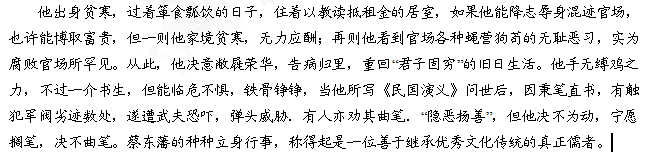 他出身贫寒，过着箪食瓢饮的日子，住着以教读抵租金的居室，如果他能降志辱身混迹官场，
也许能博取富贵，但一则他家境贫寒，无力应酬；再则他看到官场各种蝇营狗苟的无耻恶习，实为
腐败官场所罕见。从此，他决意敝屣荣华，告病归里，重回“君子固穷”的旧日生活。他手无缚鸡之
力，不过一介书生，但能临危不惧，铁骨铮铮，当他所写《民国演义》问世后，因秉笔直书，有触
犯军阀劣迹数处，遂遭武夫恐吓，弹头威胁．有人亦劝其曲笔．“隐恶扬善”，但他决不为动，宁愿
搁笔，决不曲笔。蔡东藩的种种立身行事，称得起是一位善于继承优秀文化传统的真正儒者。